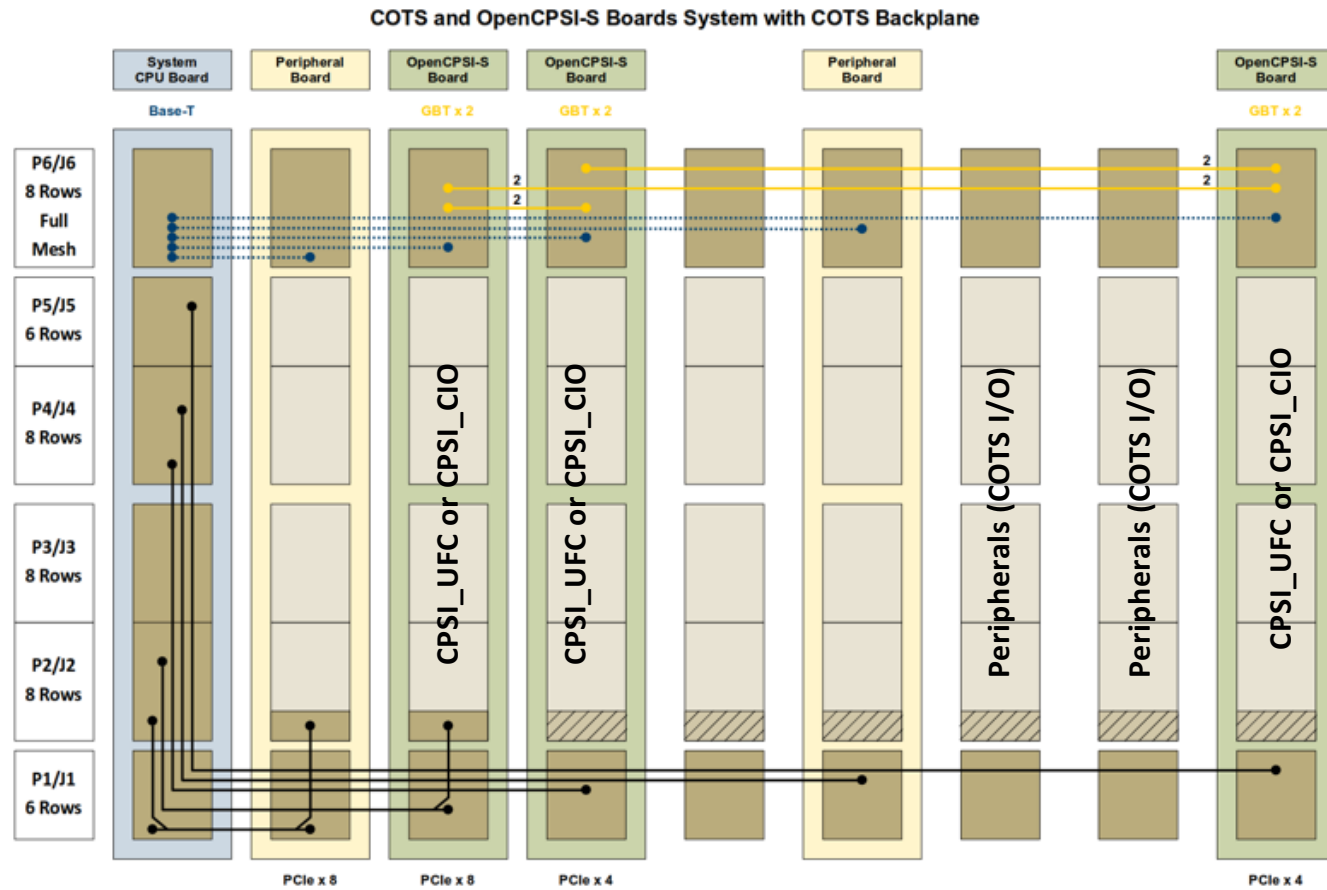 COTS and OpenCPSI-S Boards System with COTS Backplane
System
CPU Board
Peripheral
Board
OpenCPSI-S
Board
OpenCPSI-S
Board
Peripheral
Board
OpenCPSI-S
Board
Base-T
GBT x 2
GBT x 2
GBT x 2
P6/J6
8 Rows
Full
Mesh
2
2
2
2
P5/J5
6 Rows
P4/J4
8 Rows
P3/J3
8 Rows
P2/J2
8 Rows
P1/J1
6 Rows
CPSI_UFC or CPSI_CIO
CPSI_UFC or CPSI_CIO
Peripherals (COTS I/O)
Peripherals (COTS I/O)
CPSI_UFC or CPSI_CIO
PCIe x 8
PCIe x 8
PCIe x 4
PCIe x 4